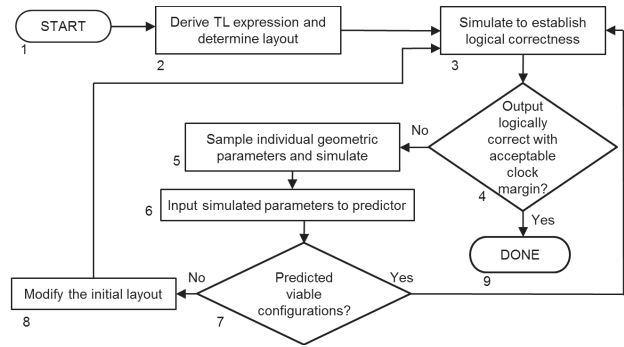 START
1
Derive TL expression and
determine layout
2
Simulate to establish
logical correctness
3
Output
logically
correct with
acceptable
clock
margin?
4
No
Yes
Sample individual geometric
parameters and simulate
5
6
Input simulated parameters to predictor
DONE
9
Predicted
viable
configurations?
7
No
Yes
Modify the initial layout
8